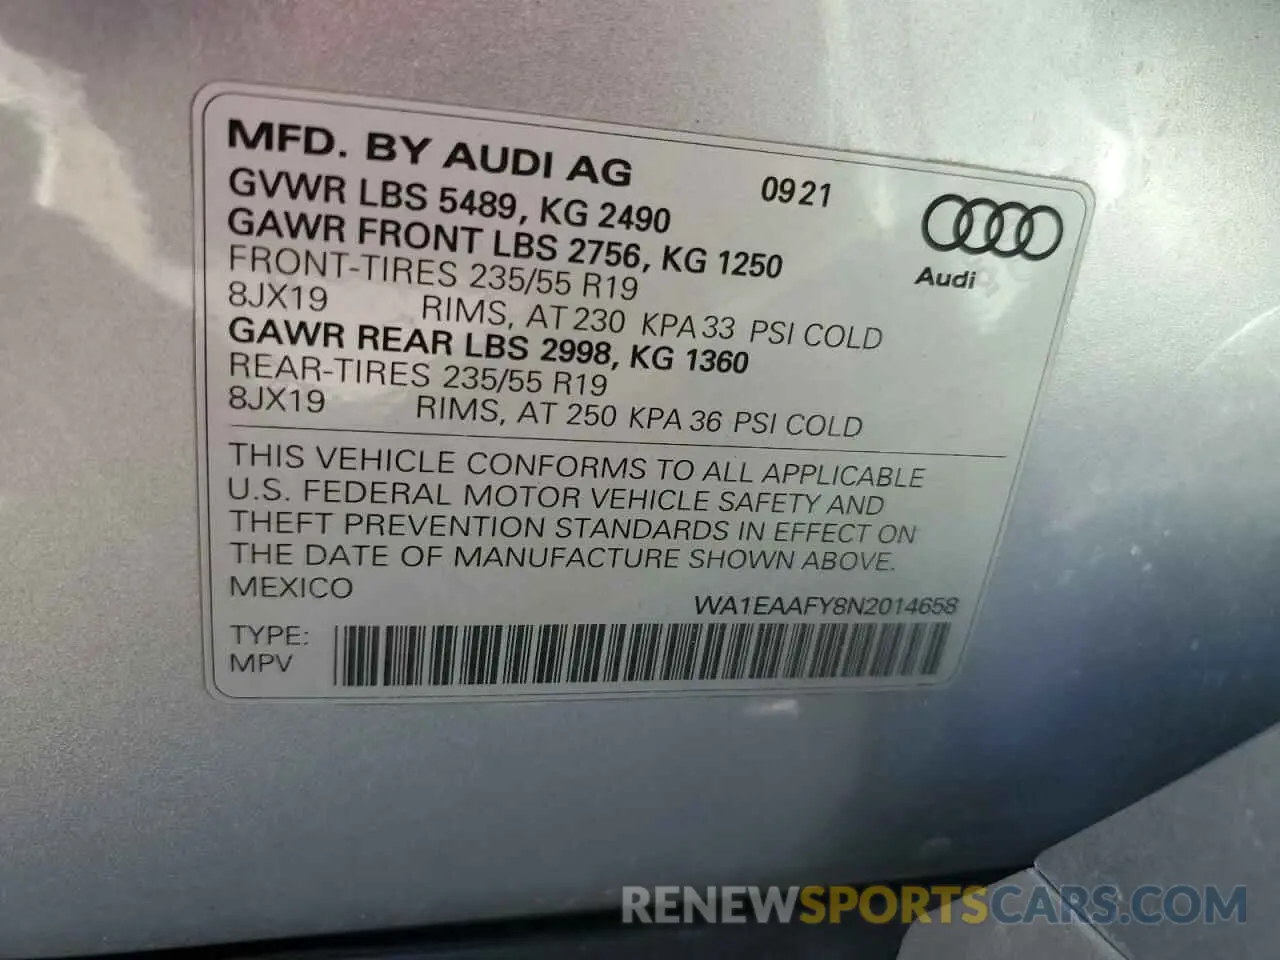 MFD. BY AUDI AG 0921
GVWR LBS 5489, KG 2490
GAWR FRONT LBS 2756, KG 1250
Audi
FRONT-TIRES 235/55 R19
8JX19 RIMS, AT 230 KPA 33 PSI COLD
GAWR REAR LBS 2998, KG 1360
REAR-TIRES 235/55 R19
8JX19 RIMS, AT 250 KPA 36 PSI COLD
THIS VEHICLE CONFORMS TO ALL APPLICABLE
U.S. FEDERAL MOTOR VEHICLE SAFETY AND
THEFT PREVENTION STANDARDS IN EFFECT ON
THE DATE OF MANUFACTURE SHOWN ABOVE.
MEXICO WA1EAAFY8N2014658
TYPE:
MPV
RENEWSPORTSCARS.COM